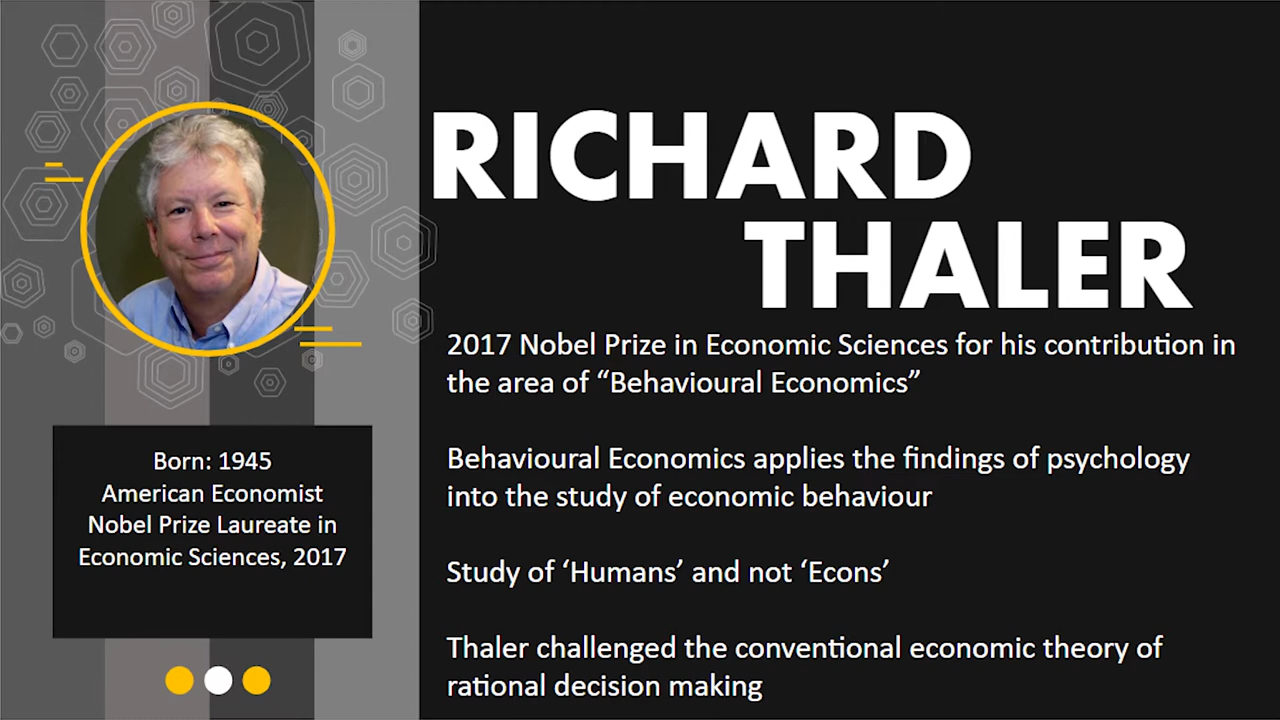 RICHARD
THALER
2017 Nobel Prize in Economic Sciences for his contribution in
the area of “Behavioural Economics”
Behavioural Economics applies the findings of psychology
into the study of economic behaviour
Study of ‘Humans’ and not ‘Econs’
Thaler challenged the conventional economic theory of
rational decision making
Born: 1945
American Economist
Nobel Prize Laureate in
Economic Sciences, 2017